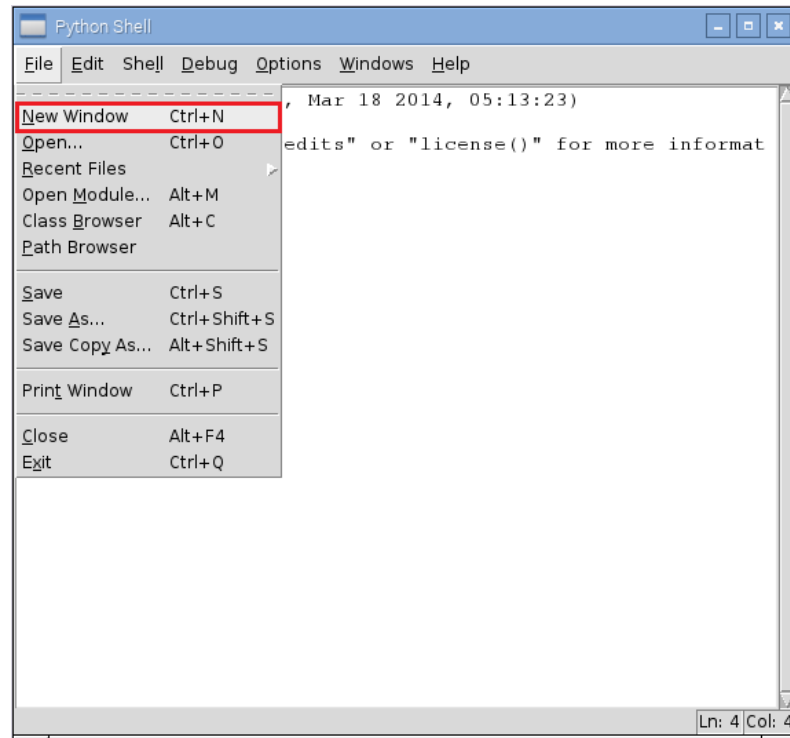 Python Shell
File Edit Shell Debug Options Windows Help
, Mar 18 2014, 05:13:23)
New Window Ctrl+N
Open... Ctrl+O
edits" or "license()" for more informat
Recent Files
Open Module... Alt+M
Class Browser Alt+C
Path Browser
Save Ctrl+S
Save As... Ctrl+Shift+S
Save Copy As... Alt+Shift+S
Print Window Ctrl+P
Close Alt+F4
Exit Ctrl+Q
Ln: 4 Col: 4